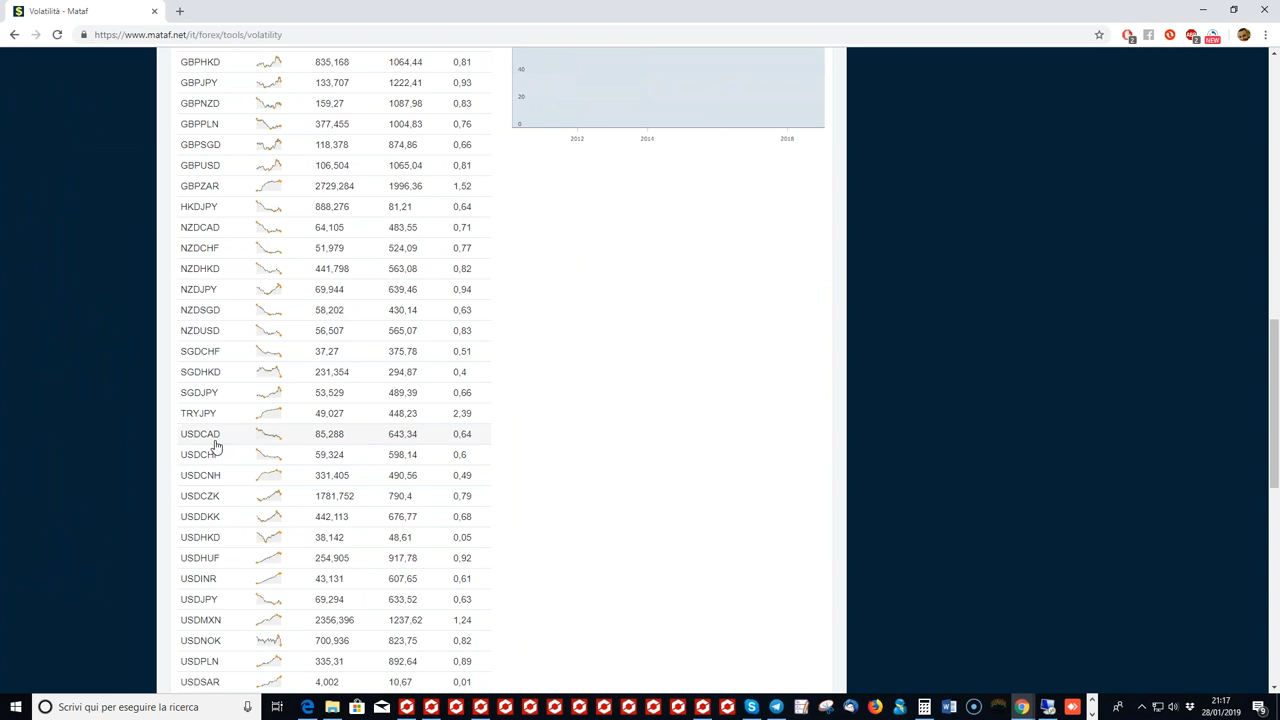 Volatilità - Mataf
https://www.mataf.net/it/forex/tools/volatility
2
2
NEW
GBPHKD 835,168 1064,44 0,81
GBPJPY 133,707 1222,41 0,93
GBPNZD 159,27 1087,98 0,83
GBPPLN 377,455 1004,83 0,76
GBPSGD 118,378 874,86 0,66
GBPUSD 106,504 1065,04 0,81
GBPZAR 2729,284 1996,36 1,52
HKDJPY 888,276 81,21 0,64
NZDCAD 64,105 483,55 0,71
NZDCHF 51,979 524,09 0,77
NZDHKD 441,798 563,08 0,82
NZDJPY 69,944 639,46 0,94
NZDSGD 58,202 430,14 0,63
NZDUSD 56,507 565,07 0,83
SGDCHF 37,27 375,78 0,51
SGDHKD 231,354 294,87 0,4
SGDJPY 53,529 489,39 0,66
TRYJPY 49,027 448,23 2,39
USDCAD 85,288 643,34 0,64
USDCHF 59,324 598,14 0,6
USDCNH 331,405 490,56 0,49
USDCZK 1781,752 790,4 0,79
USDDKK 442,113 676,77 0,68
USDHKD 38,142 48,61 0,05
USDHUF 254,905 917,78 0,92
USDINR 43,131 607,65 0,61
USDJPY 69,294 633,52 0,63
USDMXN 2356,396 1237,62 1,24
USDNOK 700,936 823,75 0,82
USDPLN 335,31 892,64 0,89
USDSAR 4,002 10,67 0,01
40
20
0
2012 2014 2018
Scrivi qui per eseguire la ricerca
21:17
28/01/2019